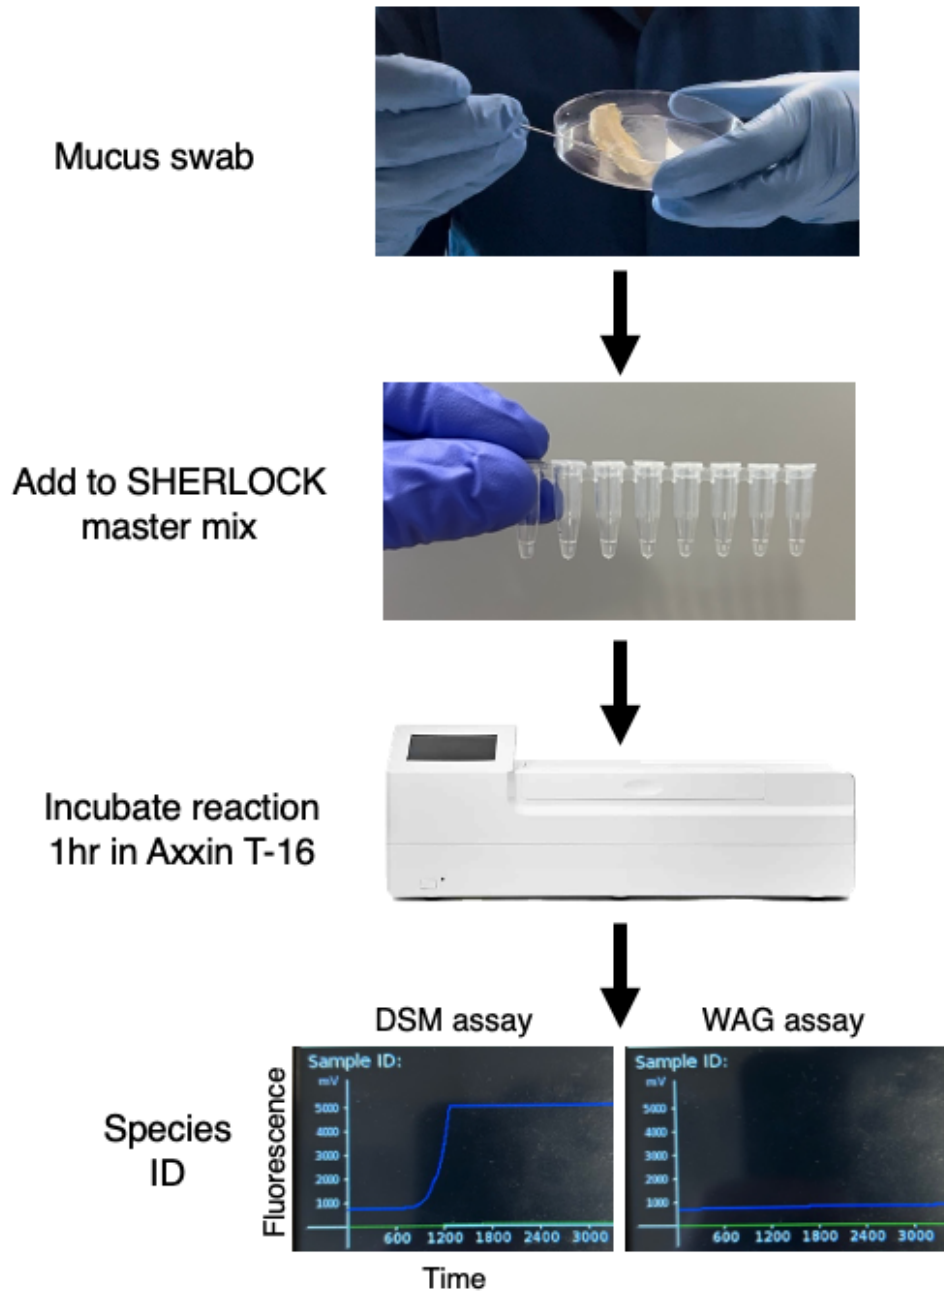 Mucus swab
Add to SHERLOCK
master mix
Incubate reaction
1hr in Axxin T-16
DSM assay
WAG assay
Species
ID
Fluorescence
Sample ID:
mV
5000
4000
3000
2000
1000
600 1200 1800 2400 3000
Sample ID:
mV
5000
4000
3000
2000
1000
600 1200 1800 2400 3000
Time